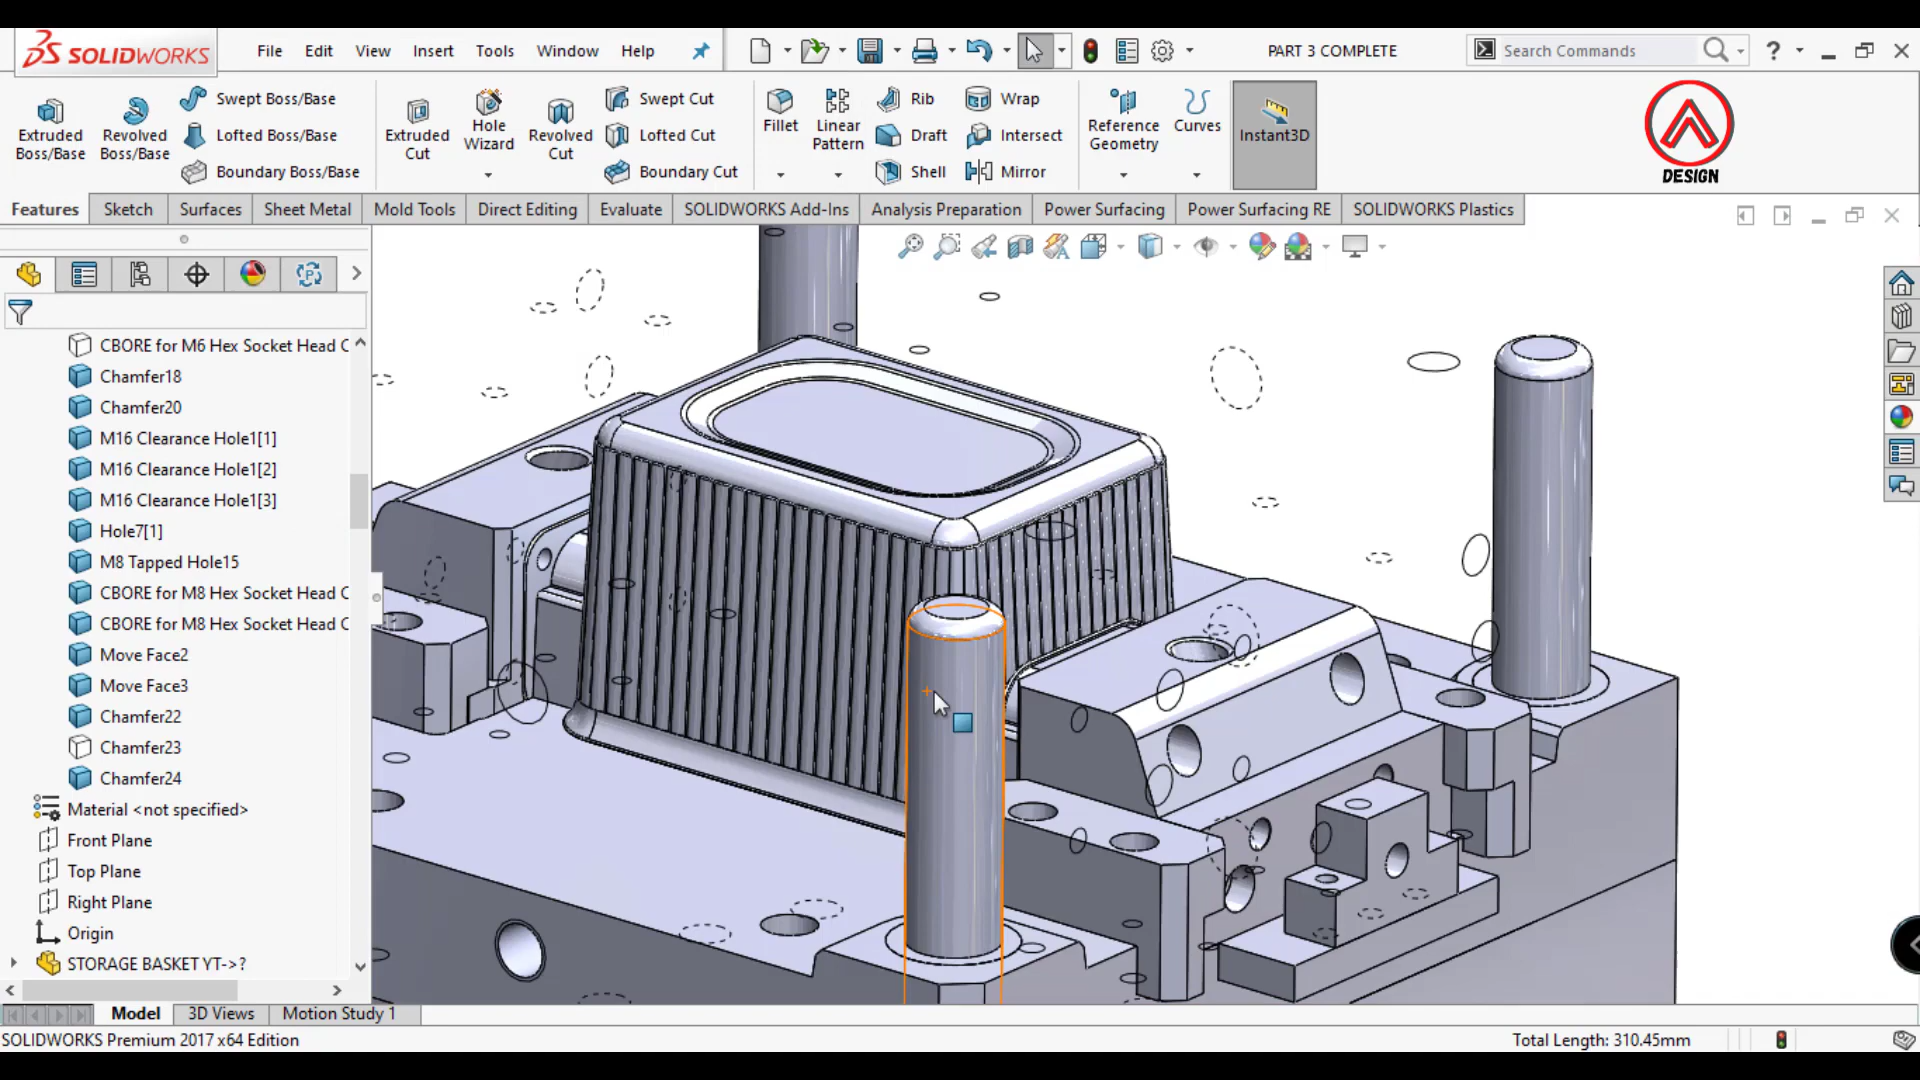 SOLIDWORKS
File Edit View Insert Tools Window Help
PART 3 COMPLETE
Search Commands
Extruded Boss/Base
Revolved Boss/Base
Swept Boss/Base
Lofted Boss/Base
Boundary Boss/Base
Extruded Cut
Hole Wizard
Revolved Cut
Swept Cut
Lofted Cut
Boundary Cut
Fillet
Linear Pattern
Rib
Draft
Shell
Wrap
Intersect
Mirror
Reference Geometry
Curves
Instant3D
DESIGN
Features Sketch Surfaces Sheet Metal Mold Tools Direct Editing Evaluate SOLIDWORKS Add-Ins Analysis Preparation Power Surfacing Power Surfacing RE SOLIDWORKS Plastics
CBORE for M6 Hex Socket Head C
Chamfer18
Chamfer20
M16 Clearance Hole1[1]
M16 Clearance Hole1[2]
M16 Clearance Hole1[3]
Hole7[1]
M8 Tapped Hole15
CBORE for M8 Hex Socket Head C
CBORE for M8 Hex Socket Head C
Move Face2
Move Face3
Chamfer22
Chamfer23
Chamfer24
Material <not specified>
Front Plane
Top Plane
Right Plane
Origin
STORAGE BASKET YT->?
Model 3D Views Motion Study 1
SOLIDWORKS Premium 2017 x64 Edition
Total Length: 310.45mm